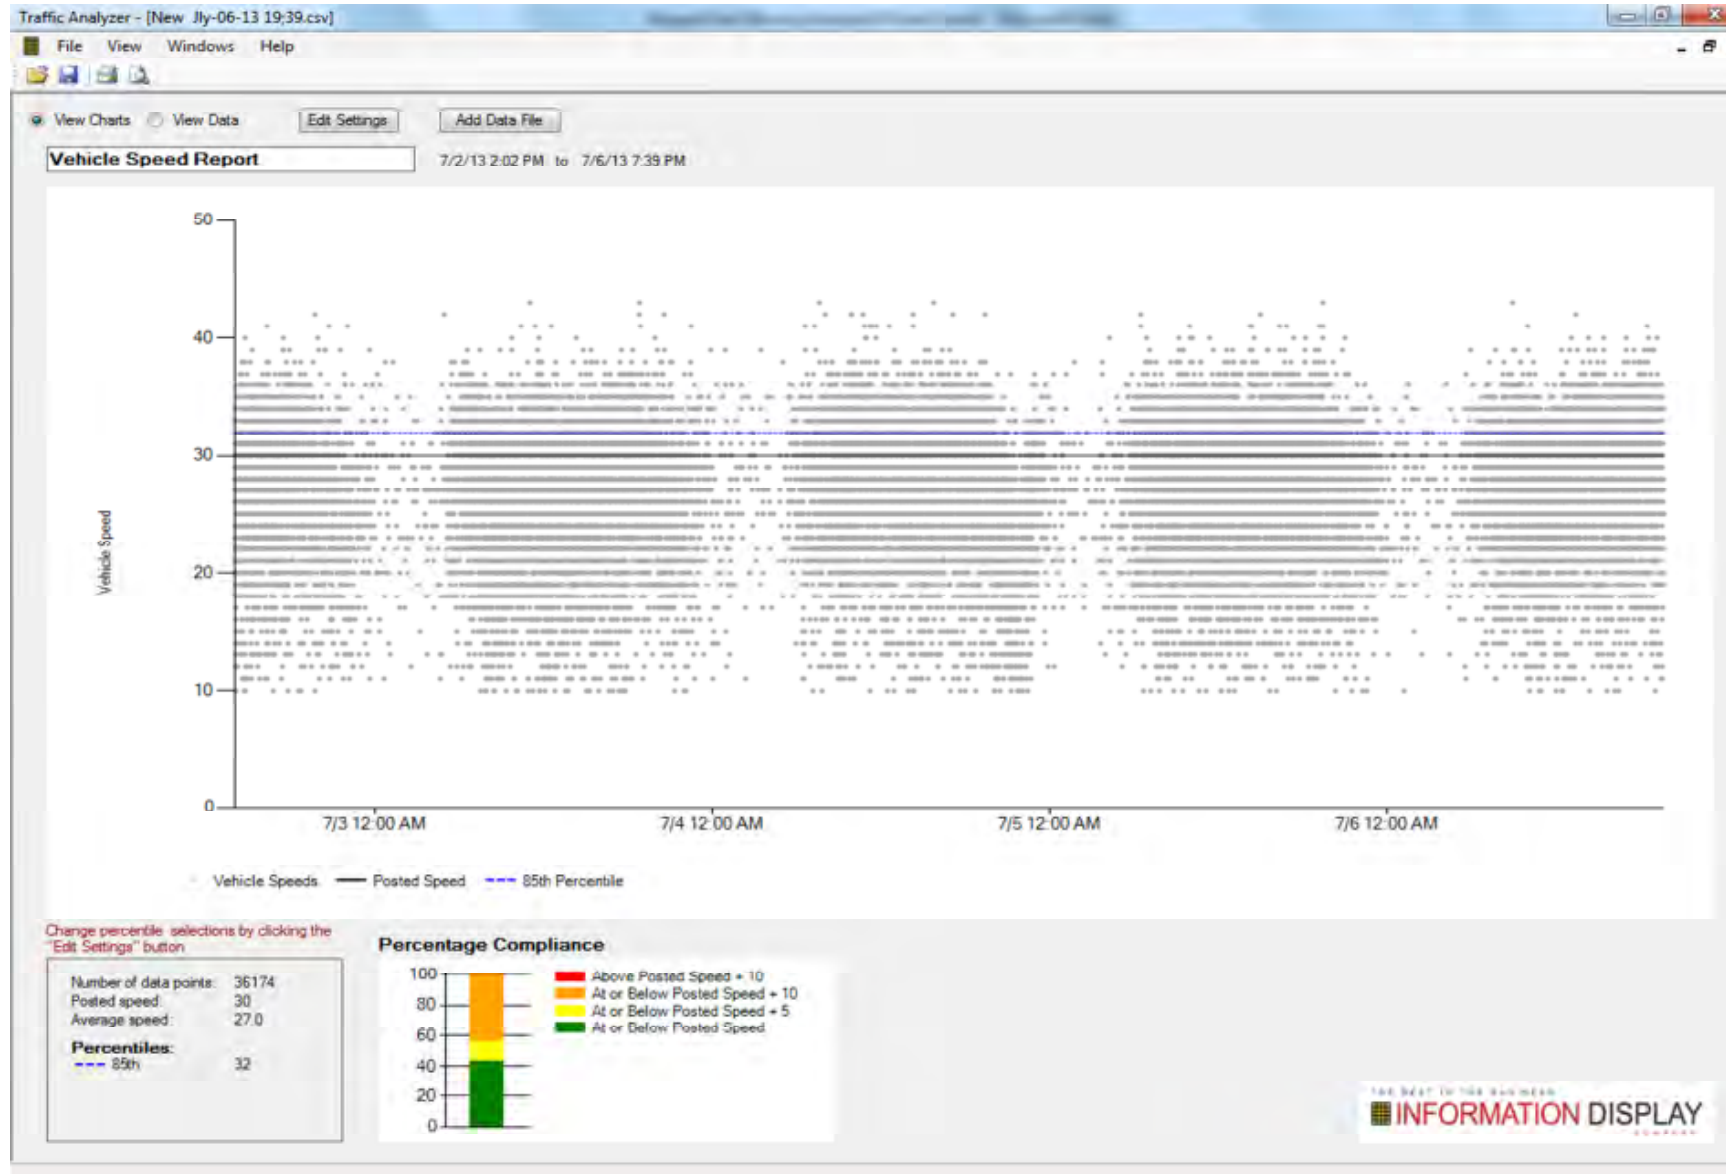 Traffic Analyzer - [New Jly-06-13 19;39.csv]
File View Windows Help
View Charts View Data Edit Settings Add Data File
Vehicle Speed Report 7/2/13 2:02 PM to 7/6/13 7:39 PM
50
40
30
20
10
0
Vehicle Speed
7/3 12:00 AM 7/4 12:00 AM 7/5 12:00 AM 7/6 12:00 AM
Vehicle Speeds Posted Speed 85th Percentile
Change percentile selections by clicking the
"Edit Settings" button
Number of data points: 36174
Posted speed: 30
Average speed: 27.0
Percentiles:
85th 32
Percentage Compliance
100
80
60
40
20
0
Above Posted Speed + 10
At or Below Posted Speed + 10
At or Below Posted Speed + 5
At or Below Posted Speed
THE BEST IN THE BUSINESS
INFORMATION DISPLAY
COMPANY